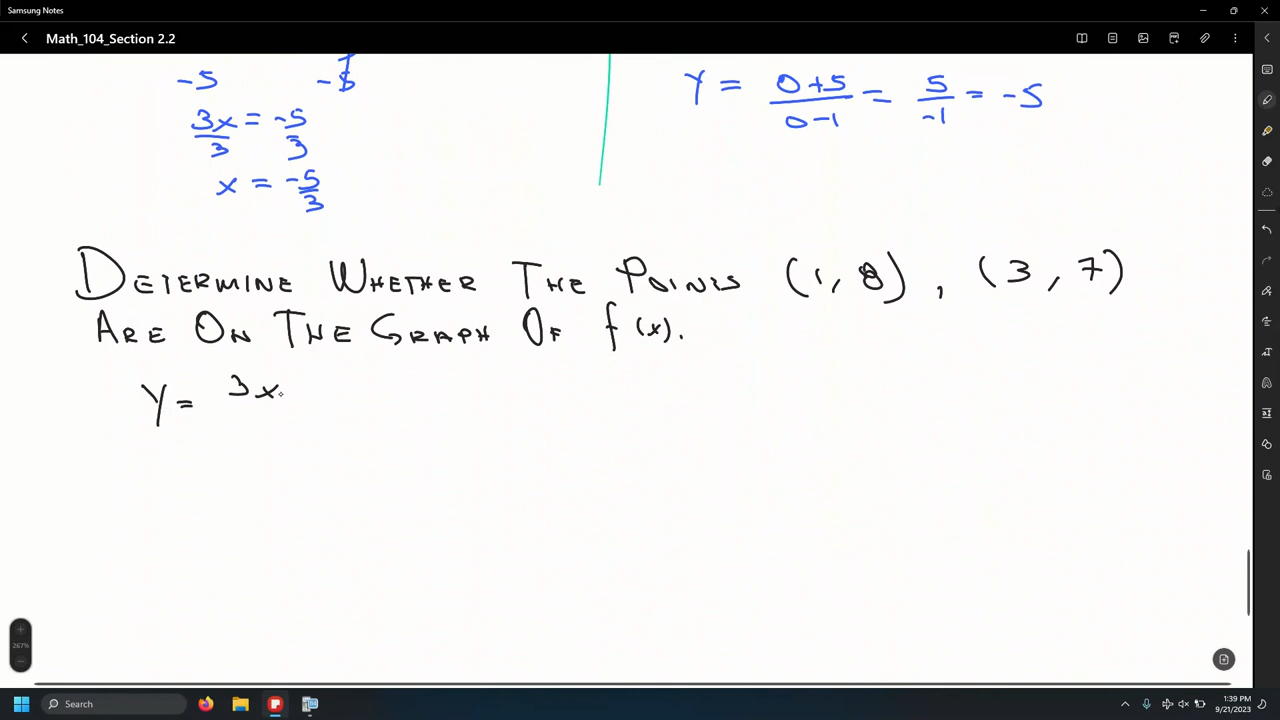 Samsung Notes
Math_104_Section 2.2
-5 -5
3x/3 = -5/3
x = -5/3
Y = 0+5/0-1 = 5/-1 = -5
DETERMINE WHETHER THE POINTS (1, 8), (3, 7)
ARE ON THE GRAPH OF f(x).
Y = 3x
267%
Search
1:39 PM
9/21/2023